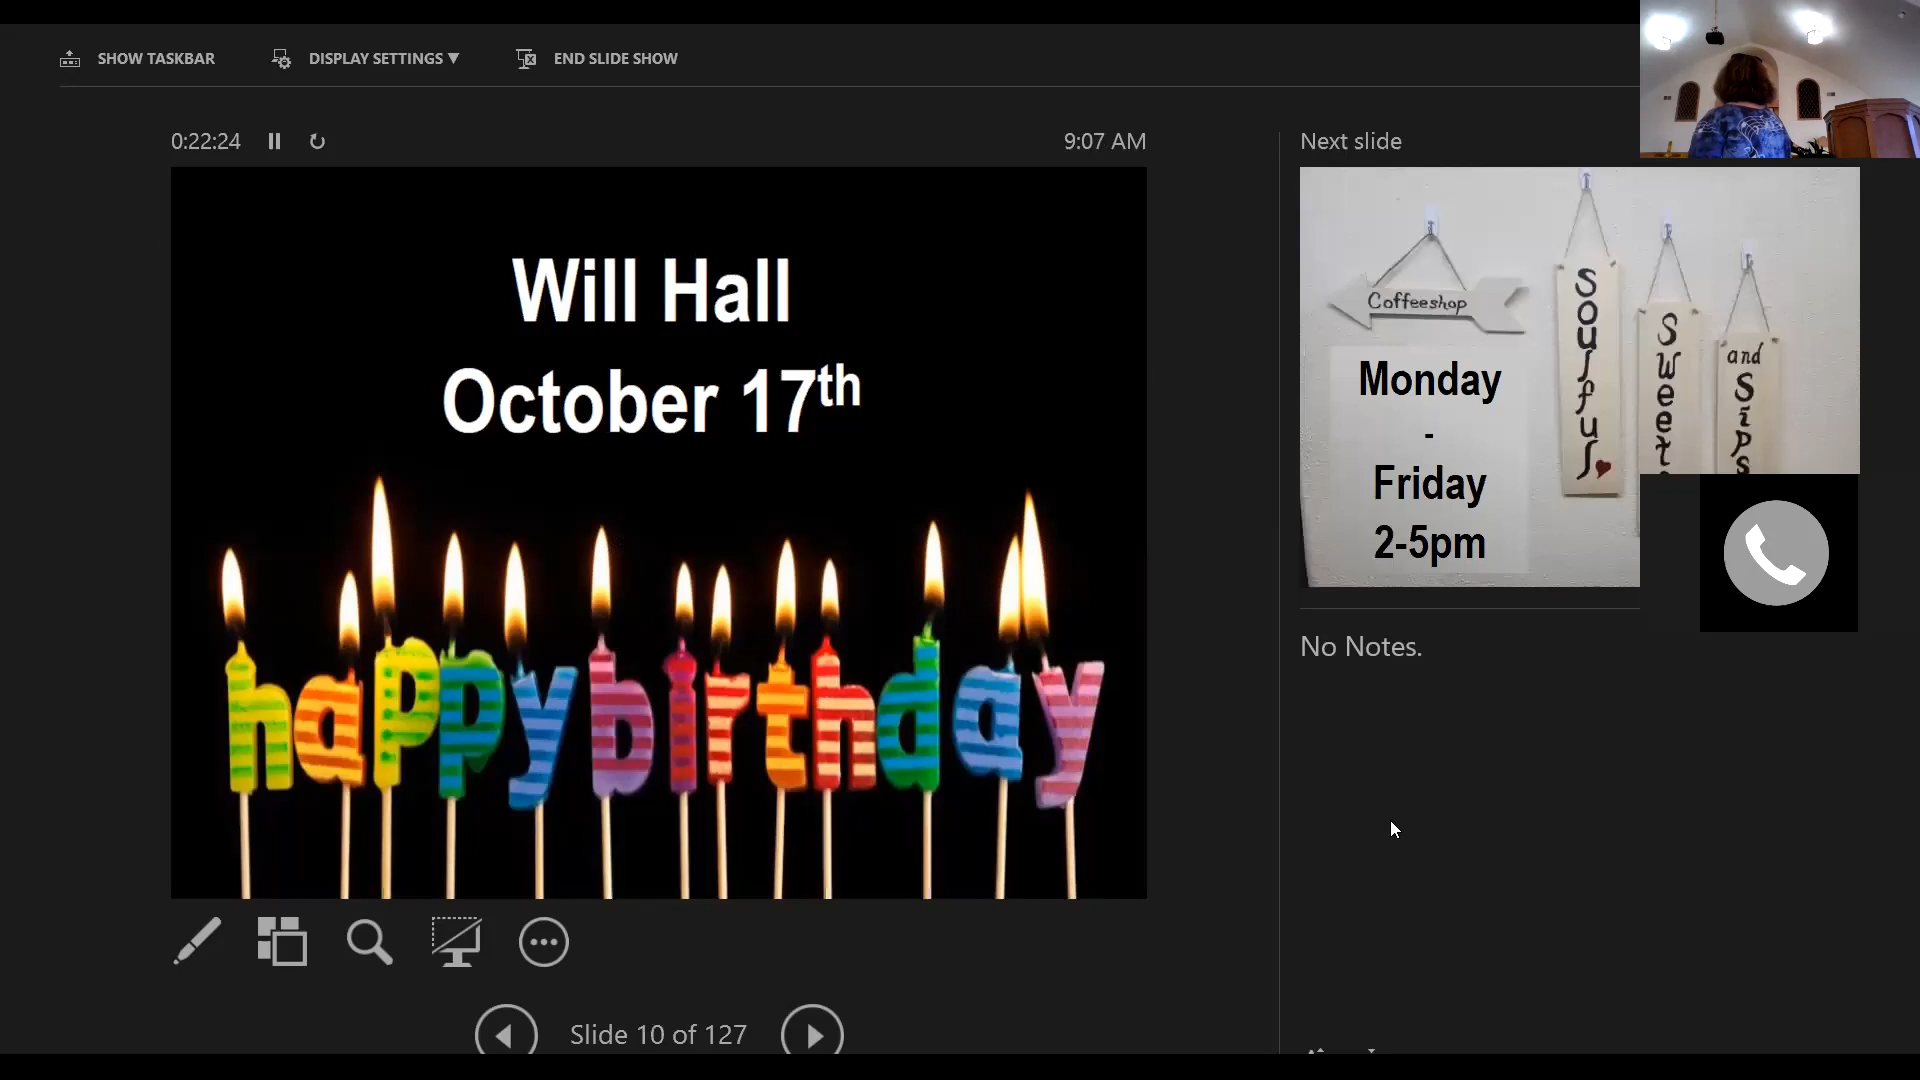 SHOW TASKBAR
DISPLAY SETTINGS ▼
END SLIDE SHOW
0:22:24
9:07 AM
Will Hall
October 17th
happybirthday
Slide 10 of 127
Next slide
Coffeeshop
Monday
-
Friday
2-5pm
Soulful
Sweet
and
Sips
No Notes.